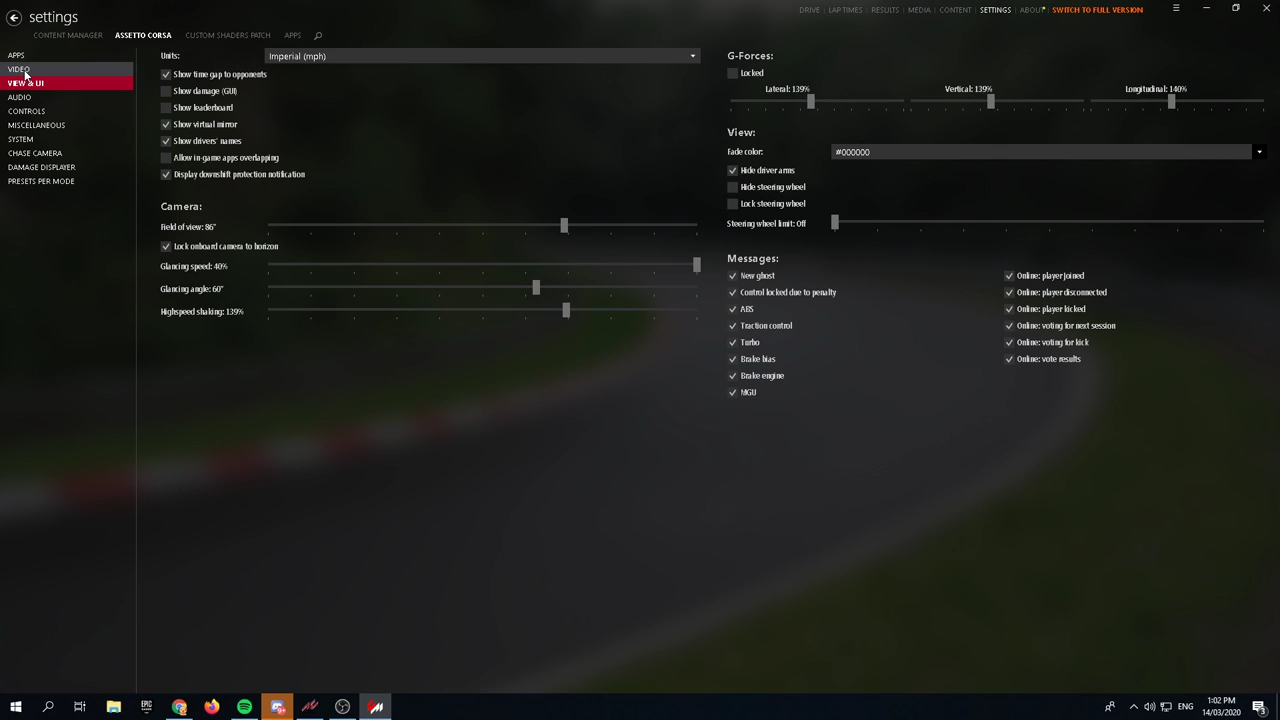 settings
DRIVE | LAP TIMES | RESULTS | MEDIA | CONTENT | SETTINGS | ABOUT SWITCH TO FULL VERSION
CONTENT MANAGER ASSETTO CORSA CUSTOM SHADERS PATCH APPS
APPS
VIDEO
VIEW & UI
AUDIO
CONTROLS
MISCELLANEOUS
SYSTEM
CHASE CAMERA
DAMAGE DISPLAYER
PRESETS PER MODE
Units: Imperial (mph)
Show time gap to opponents
Show damage (GUI)
Show leaderboard
Show virtual mirror
Show drivers' names
Allow in-game apps overlapping
Display downshift protection notification
Camera:
Field of view: 86°
Lock onboard camera to horizon
Glancing speed: 40%
Glancing angle: 60°
Highspeed shaking: 139%
G-Forces:
Locked
Lateral: 139% Vertical: 139% Longitudinal: 140%
View:
Fade color: #000000
Hide driver arms
Hide steering wheel
Lock steering wheel
Steering wheel limit: Off
Messages:
New ghost
Control locked due to penalty
ABS
Traction control
Turbo
Brake bias
Brake engine
MGU
Online: player joined
Online: player disconnected
Online: player kicked
Online: voting for next session
Online: voting for kick
Online: vote results
EPIC
GAMES
9+
ENG
1:02 PM
14/03/2020
3